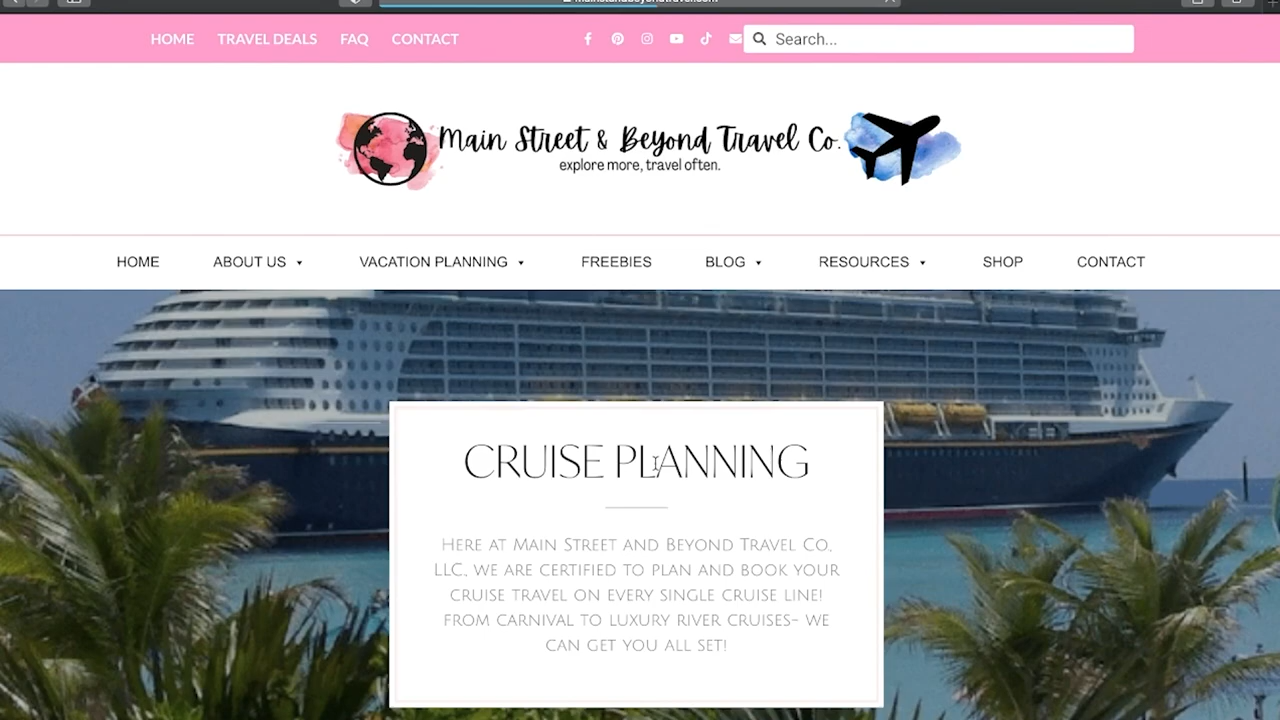 HOME TRAVEL DEALS FAQ CONTACT Search...
Main Street & Beyond Travel Co.
explore more, travel often.
HOME ABOUT US VACATION PLANNING FREEBIES BLOG RESOURCES SHOP CONTACT
CRUISE PLANNING
Here at Main Street and Beyond Travel Co,
LLC., we are certified to plan and book your
cruise travel on every single cruise line!
From Carnival to luxury river cruises- we
can get you all set!